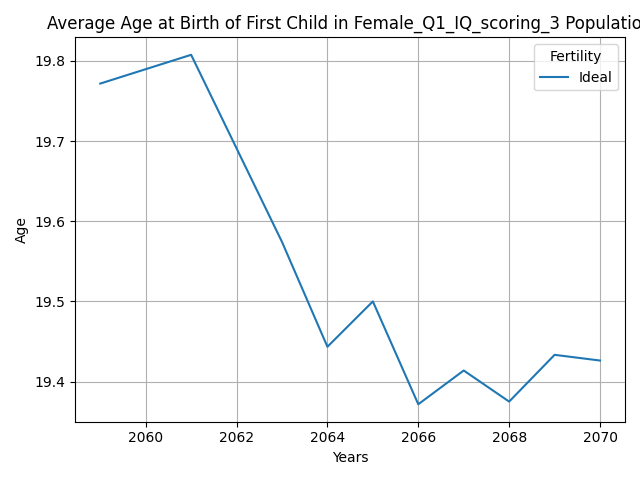 Average Age at Birth of First Child in Female_Q1_IQ_scoring_3 Populatio
Fertility
Ideal
19.8
19.7
19.6
19.5
19.4
Age
2060 2062 2064 2066 2068 2070
Years